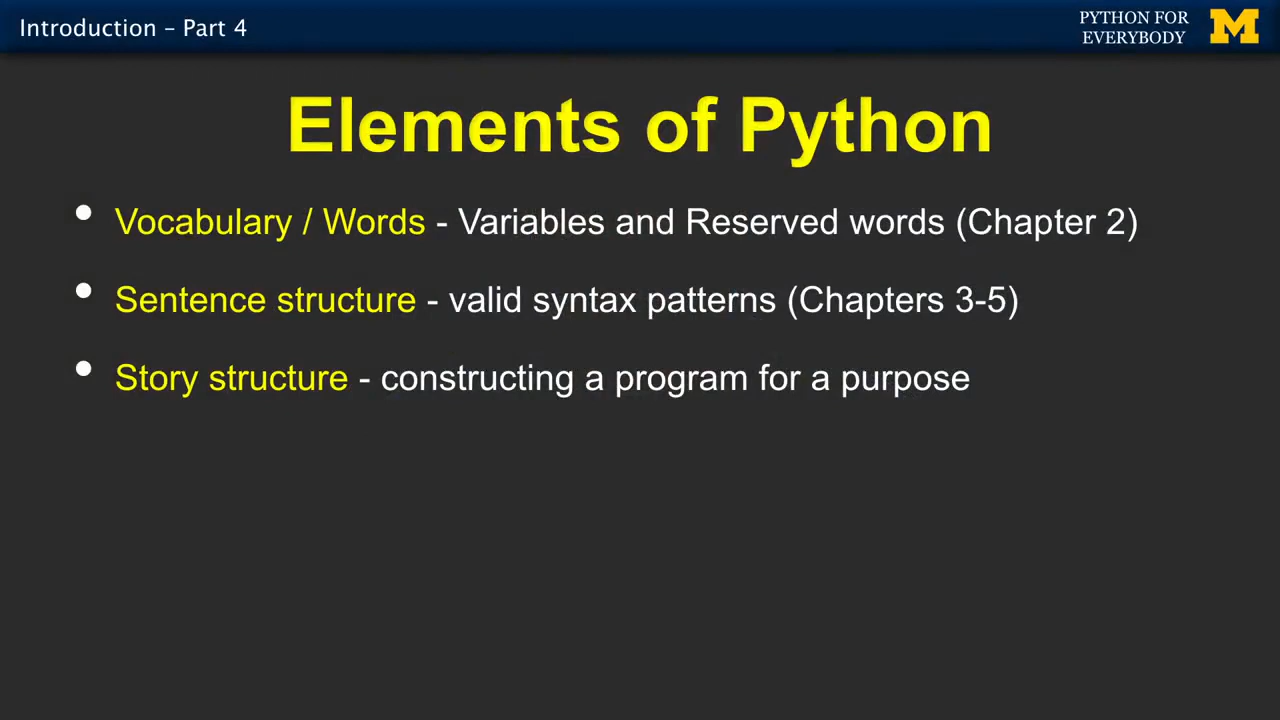 Introduction – Part 4
PYTHON FOR
EVERYBODY
M
Elements of Python
• Vocabulary / Words - Variables and Reserved words (Chapter 2)
• Sentence structure - valid syntax patterns (Chapters 3-5)
• Story structure - constructing a program for a purpose